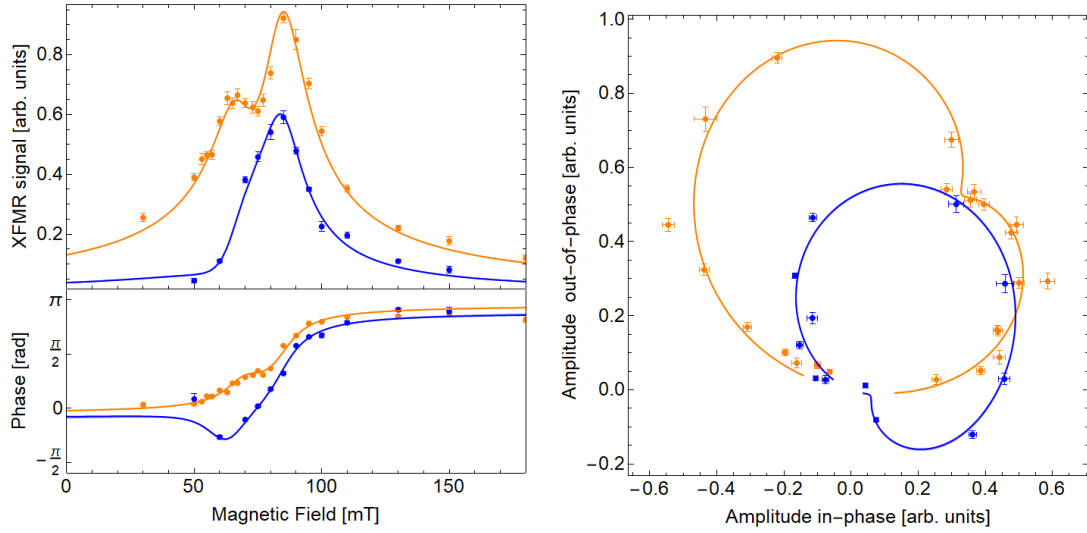 XFMR signal [arb. units]
0.8
0.6
0.4
0.2
Phase [rad]
π
π/2
0
−π/2
0 50 100 150
Magnetic Field [mT]
Amplitude out-of-phase [arb. units]
1.0
0.8
0.6
0.4
0.2
0.0
−0.2
−0.6 −0.4 −0.2 0.0 0.2 0.4 0.6
Amplitude in-phase [arb. units]